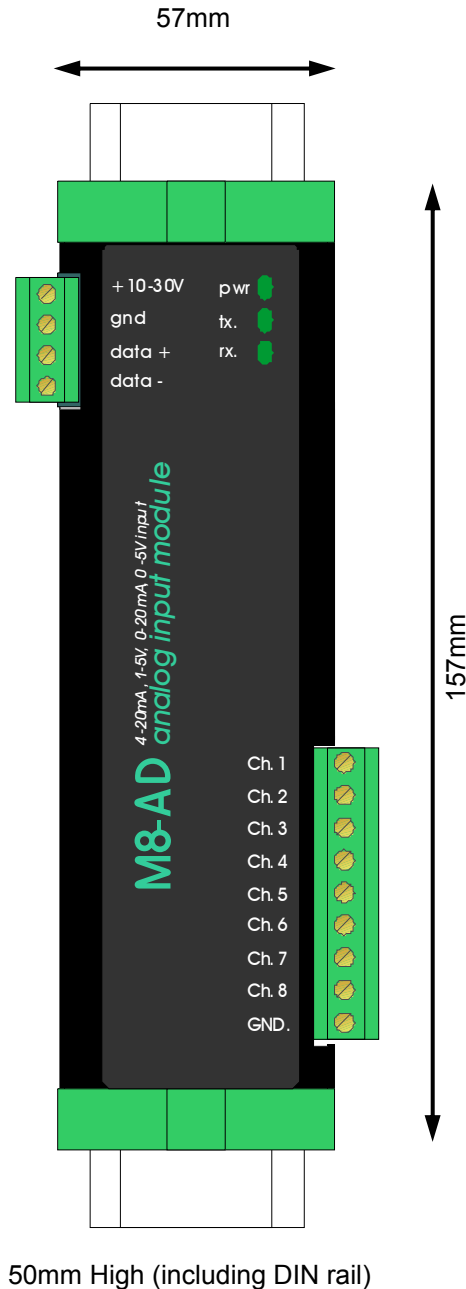 57mm
+10-30V
gnd
data +
data -
pwr
tx.
rx.
4-20mA, 1-5V, 0-20mA, 0 -5V input
analog input module
M8-AD
157mm
Ch. 1
Ch. 2
Ch. 3
Ch. 4
Ch. 5
Ch. 6
Ch. 7
Ch. 8
GND.
50mm High (including DIN rail)